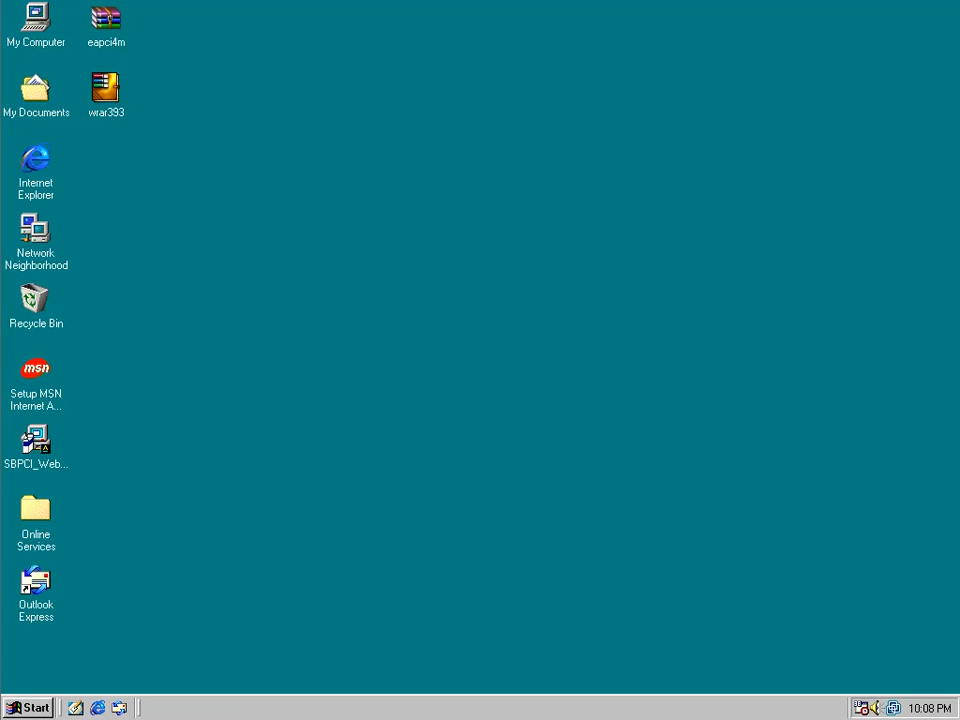 My Computer
eapci4m
My Documents
wrar393
Internet
Explorer
Network
Neighborhood
Recycle Bin
msn
Setup MSN
Internet A...
SBPCI_Web...
Online
Services
Outlook
Express
Start
10:08 PM